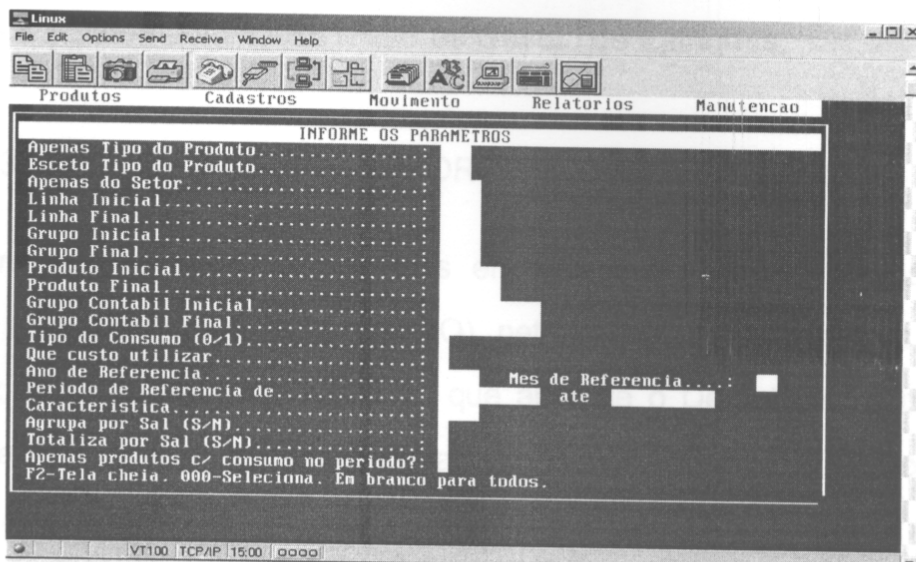 Linux
File Edit Options Send Receive Window Help
Produtos Cadastros Movimento Relatorios Manutencao
INFORME OS PARAMETROS
Apenas Tipo do Produto.................:
Esceto Tipo do Produto.................:
Apenas do Setor........................:
Linha Inicial..........................:
Linha Final............................:
Grupo Inicial..........................:
Grupo Final............................:
Produto Inicial........................:
Produto Final..........................:
Grupo Contabil Inicial.................:
Grupo Contabil Final...................:
Tipo do Consumo (0/1)..................:
Que custo utilizar.....................:
Ano de Referencia......................: Mes de Referencia....:
Periodo de Referencia de...............: ate
Caracteristica.........................:
Agrupa por Sal (S/N)...................:
Totaliza por Sal (S/N).................:
Apenas produtos c/ consumo no periodo?:
F2-Tela cheia. 000-Seleciona. Em branco para todos.
VT100 TCP/IP 15:00